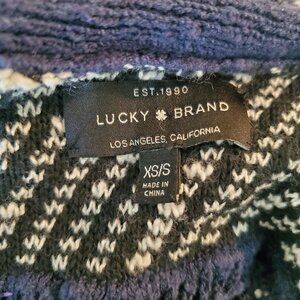 EST. 1990
LUCKY BRAND
LOS ANGELES, CALIFORNIA
XS/S
MADE IN
CHINA